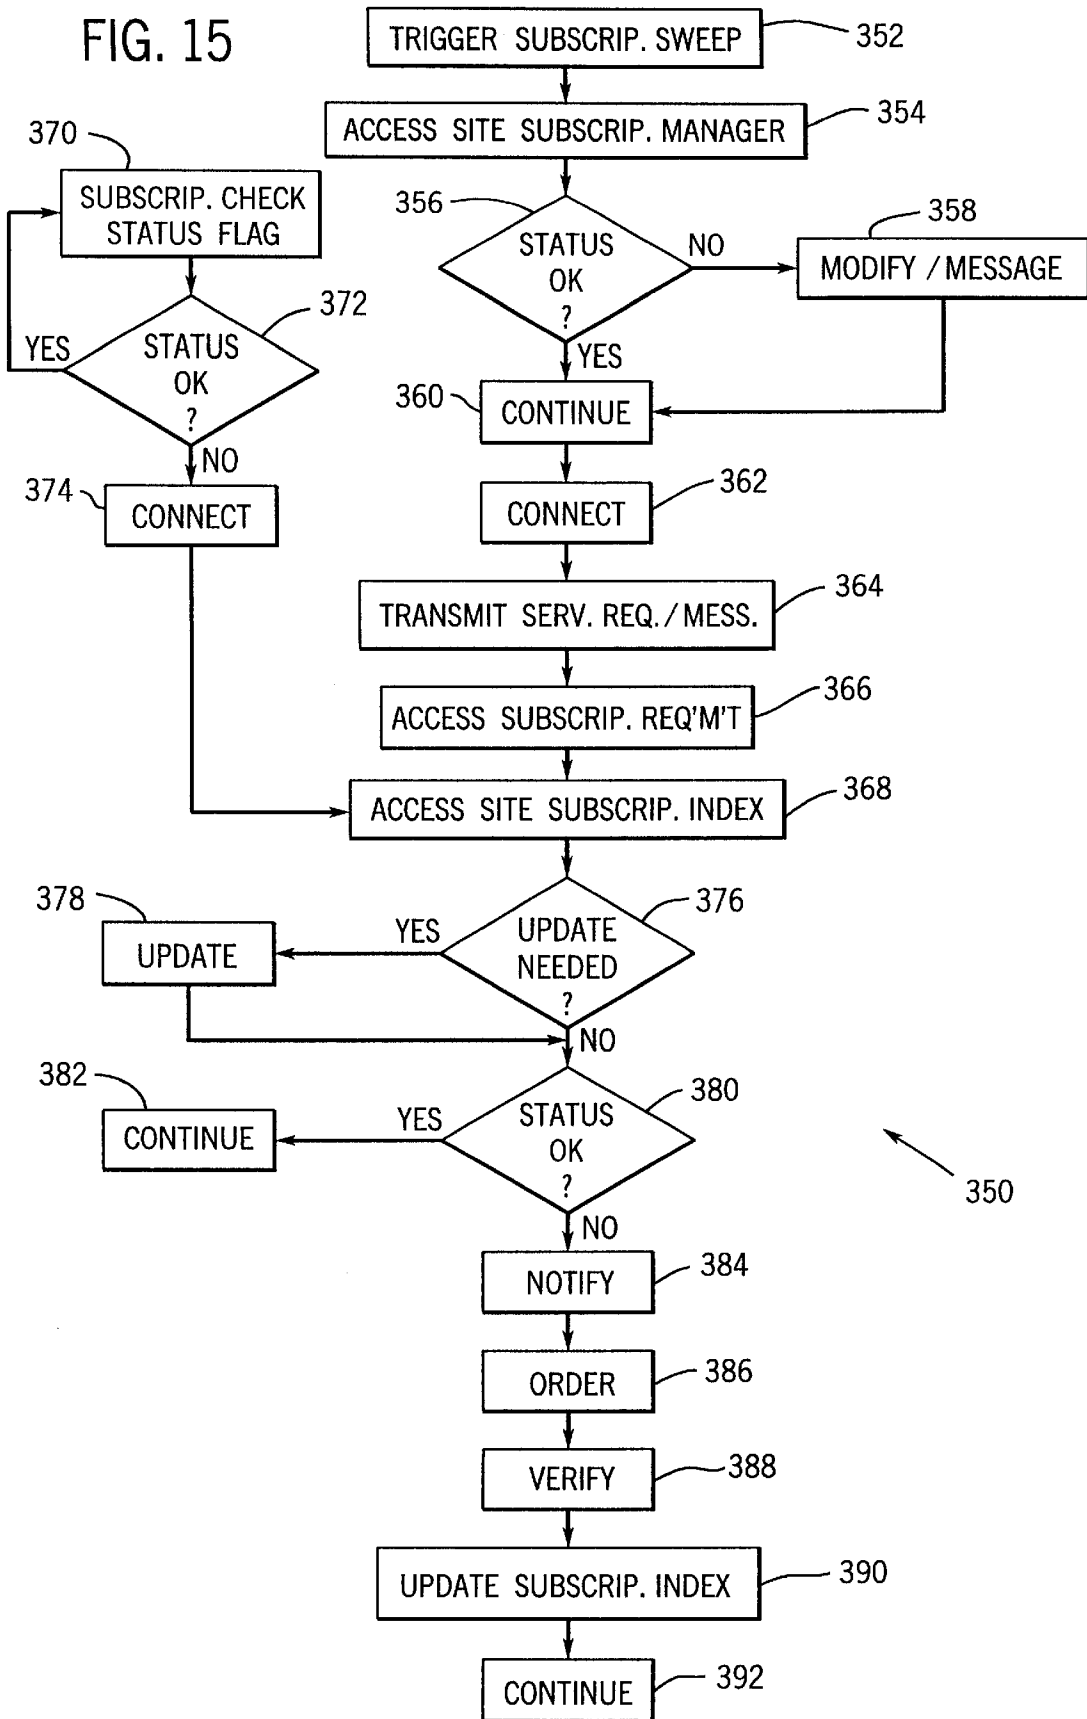 FIG. 15
TRIGGER SUBSCRIP. SWEEP
352
ACCESS SITE SUBSCRIP. MANAGER
354
370
SUBSCRIP. CHECK
STATUS FLAG
356
STATUS
OK
?
NO
358
MODIFY / MESSAGE
372
STATUS
OK
?
YES
NO
YES
360
CONTINUE
374
CONNECT
362
CONNECT
364
TRANSMIT SERV. REQ. / MESS.
366
ACCESS SUBSCRIP. REQ'M'T
368
ACCESS SITE SUBSCRIP. INDEX
378
UPDATE
YES
376
UPDATE
NEEDED
?
NO
382
CONTINUE
YES
380
STATUS
OK
?
350
NO
NOTIFY
384
ORDER
386
VERIFY
388
UPDATE SUBSCRIP. INDEX
390
CONTINUE
392